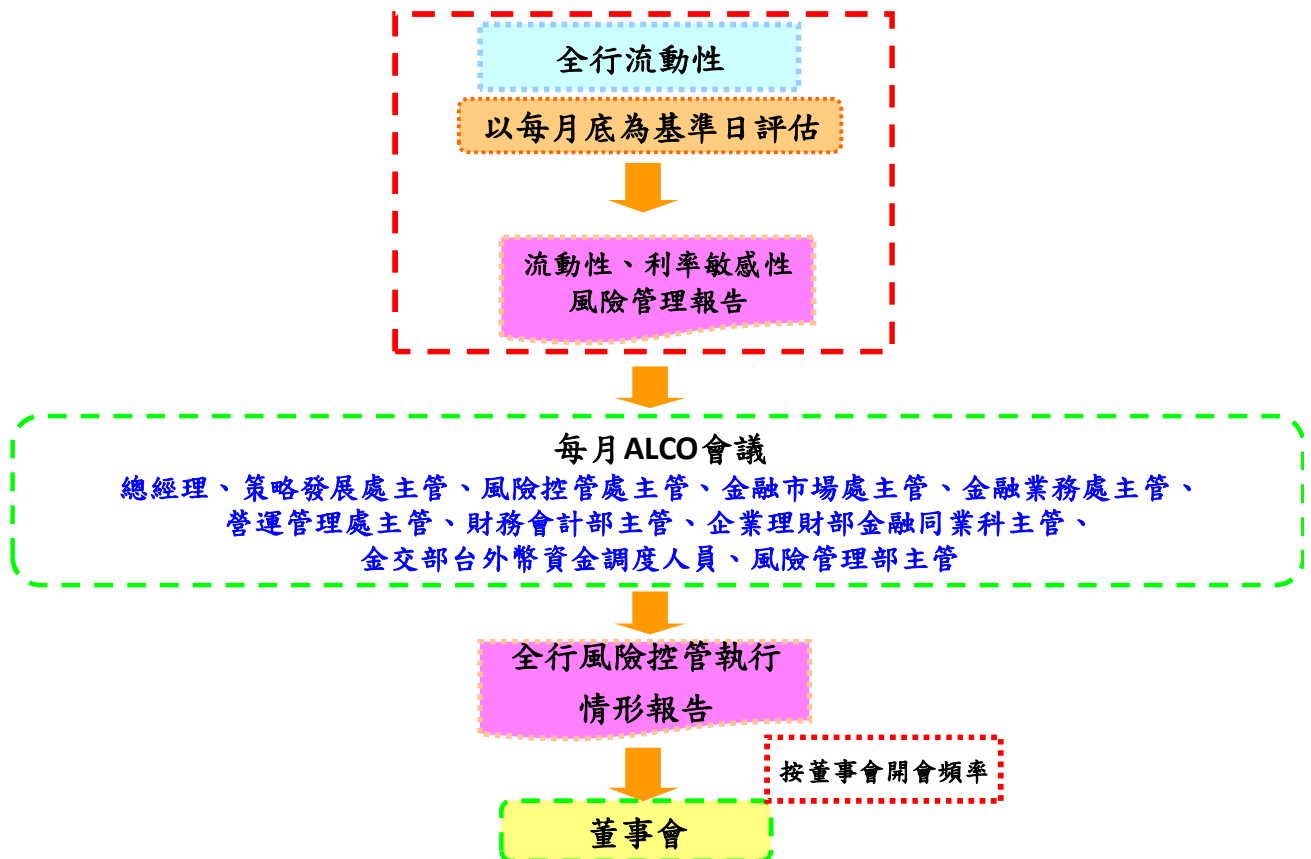 全行流動性
以每月底為基準日評估
流動性、利率敏感性
風險管理報告
每月ALCO會議
總經理、策略發展處主管、風險控管處主管、金融市場處主管、金融業務處主管、
營運管理處主管、財務會計部主管、企業理財部金融同業科主管、
金交部台外幣資金調度人員、風險管理部主管
全行風險控管執行
情形報告
按董事會開會頻率
董事會